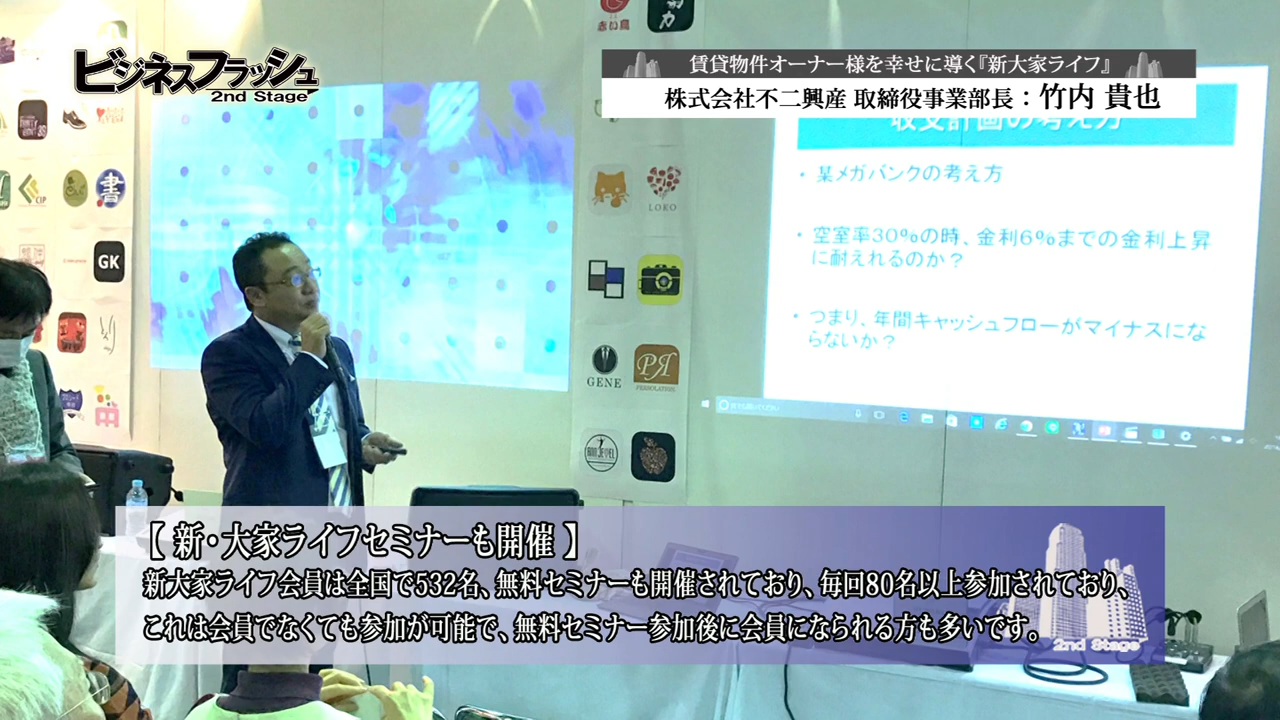 ビジネスフラッシュ
2nd Stage
賃貸物件オーナー様を幸せに導く『新大家ライフ』
株式会社不二興産 取締役事業部長：竹内 貴也
収支計画の考え方
・某メガバンクの考え方
・空室率30％の時、金利6％までの金利上昇
に耐えれるのか？
・つまり、年間キャッシュフローがマイナスにな
らないか？
赤い鳥
力
CIP
書
GK
LORO
GENE
PR
【 新・大家ライフセミナーも開催 】
新大家ライフ会員は全国で532名、無料セミナーも開催されており、毎回80名以上参加されており、
これは会員でなくても参加が可能で、無料セミナー参加後に会員になられる方も多いです。
2nd Stage